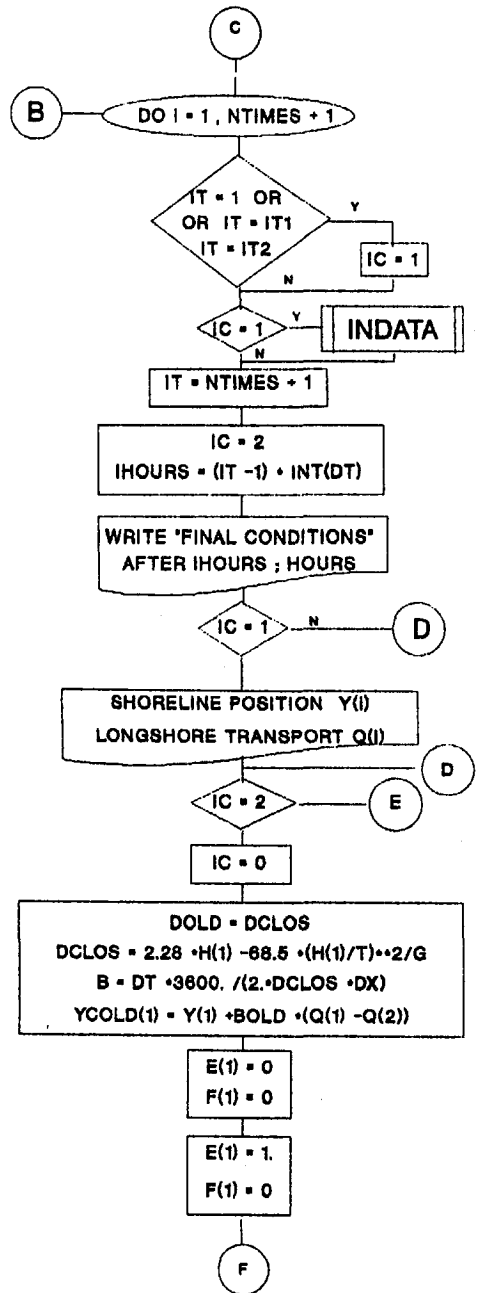 C
B
DO I = 1 , NTIMES + 1
IT = 1 OR
OR IT = IT1
IT = IT2
Y
IC = 1
N
IC = 1
Y
INDATA
N
IT = NTIMES + 1
IC = 2
IHOURS = (IT -1) * INT(DT)
WRITE "FINAL CONDITIONS"
AFTER IHOURS ; HOURS
IC = 1
N
D
SHORELINE POSITION Y(I)
LONGSHORE TRANSPORT Q(I)
D
IC = 2
E
IC = 0
DOLD = DCLOS
DCLOS = 2.28 *H(1) -68.5 *(H(1)/T)**2/G
B = DT *3600. /(2.*DCLOS *DX)
YCOLD(1) = Y(1) +BOLD *(Q(1) -Q(2))
E(1) = 0
F(1) = 0
E(1) = 1.
F(1) = 0
F